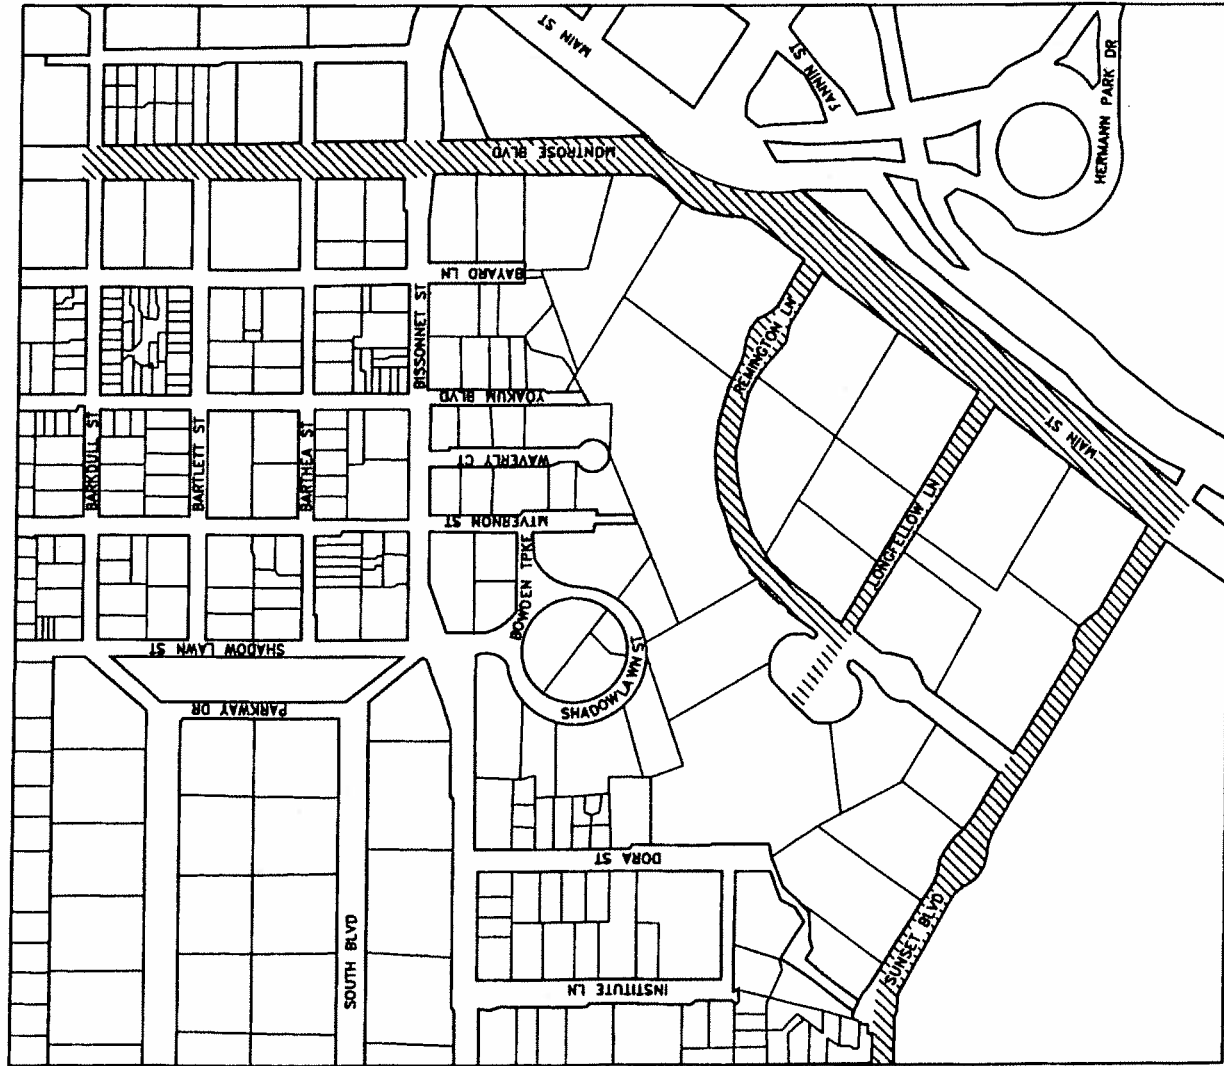 MAIN ST
FANNIN ST
HERMANN PARK DR
MONTROSE BLVD
BAYARD LN
BISSONNET ST
REMINGTON LN
YOAKUM BLVD
BARKDULL ST
BARTLETT ST
BARTHEA ST
WAVERLY CT
MAIN ST
LONGFELLOW LN
MTVERNON ST
BOWDEN TPKE
SHADOW LAWN ST
SHADOWLAWN ST
PARKWAY DR
DORA ST
SOUTH BLVD
INSTITUTE LN
SUNSET BLVD